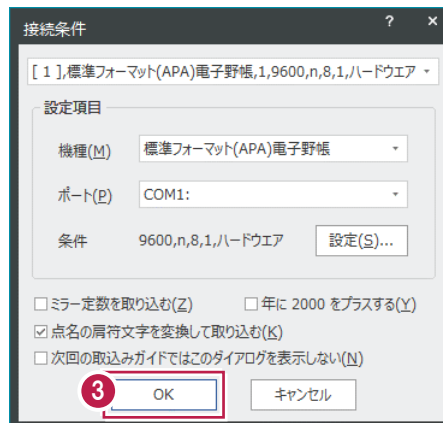 接続条件 ? ×
[ 1 ],標準フォーマット(APA)電子野帳,1,9600,n,8,1,ハードウエア
設定項目
機種(M) 標準フォーマット(APA)電子野帳
ポート(P) COM1:
条件 9600,n,8,1,ハードウエア 設定(S)...
ミラー定数を取り込む(Z) 年に 2000 をプラスする(Y)
点名の肩符文字を変換して取り込む(K)
次回の取込みガイドではこのダイアログを表示しない(N)
3 OK キャンセル